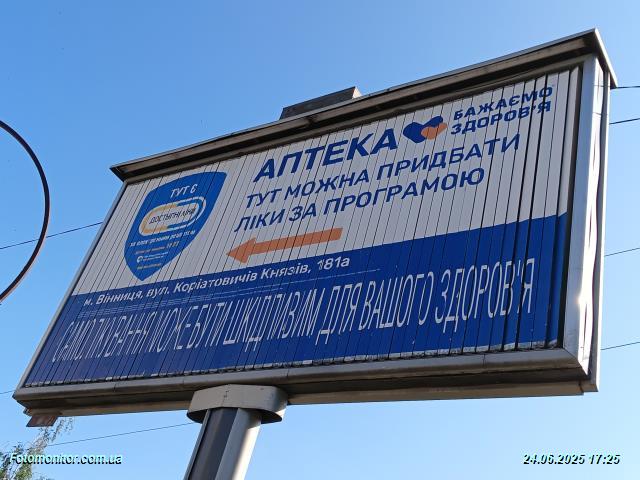 АПТЕКА
БАЖАЄМО
ЗДОРОВ'Я
ТУТ МОЖНА ПРИДБАТИ
ЛІКИ ЗА ПРОГРАМОЮ
ТУТ Є
ДОСТУПНІ ЛІКИ
м. Вінниця, вул. Коріатовичів Князів, 181а
САМОЛІКУВАННЯ МОЖЕ БУТИ ШКІДЛИВИМ ДЛЯ ВАШОГО ЗДОРОВ'Я
Fotomonitor.com.ua
24.06.2025 17:25